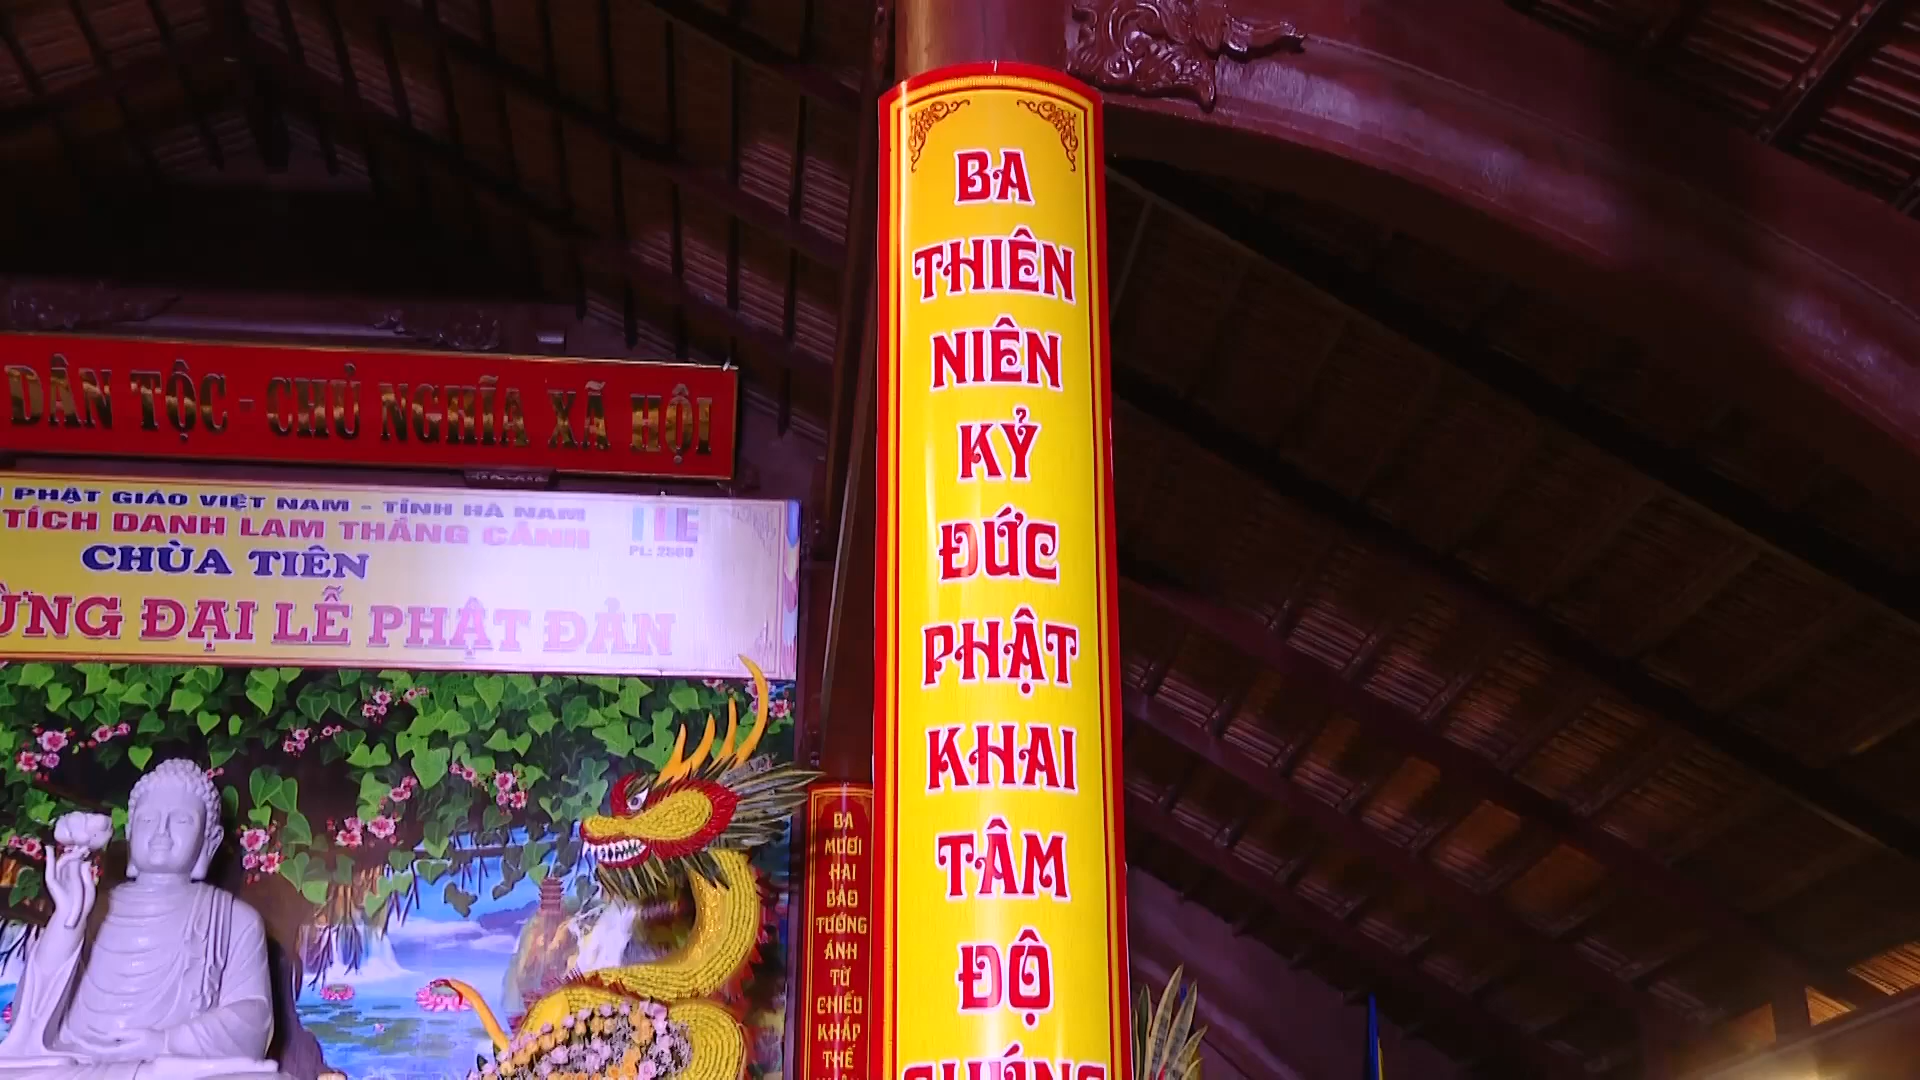 DÂN TỘC - CHỦ NGHĨA XÃ HỘI
PHẬT GIÁO VIỆT NAM - TỈNH HÀ NAM
TÍCH DANH LAM THẮNG CẢNH
CHÙA TIÊN
ỪNG ĐẠI LỄ PHẬT ĐẢN
BA
THIÊN
NIÊN
KỶ
ĐỨC
PHẬT
KHAI
TÂM
ĐỘ
BA
MƯƠI
HAI
BẢO
TƯỚNG
ÁNH
TỪ
CHIẾU
KHẮP
THẾ